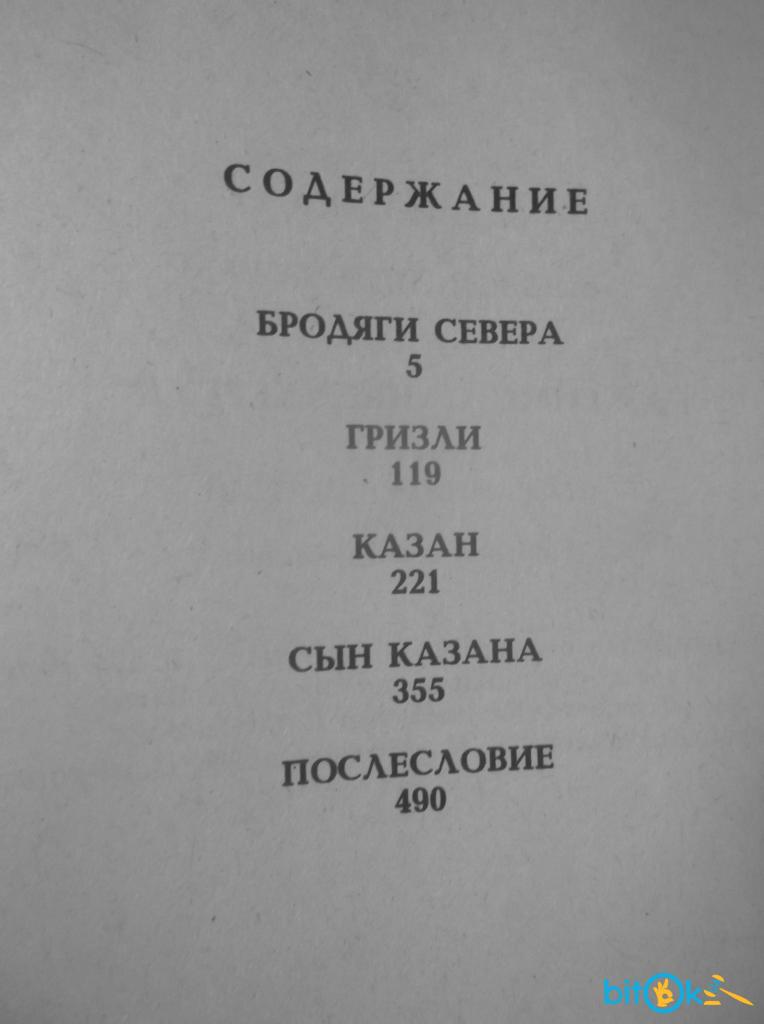 СОДЕРЖАНИЕ
БРОДЯГИ СЕВЕРА
5
ГРИЗЛИ
119
КАЗАН
221
СЫН КАЗАНА
355
ПОСЛЕСЛОВИЕ
490
bitOk